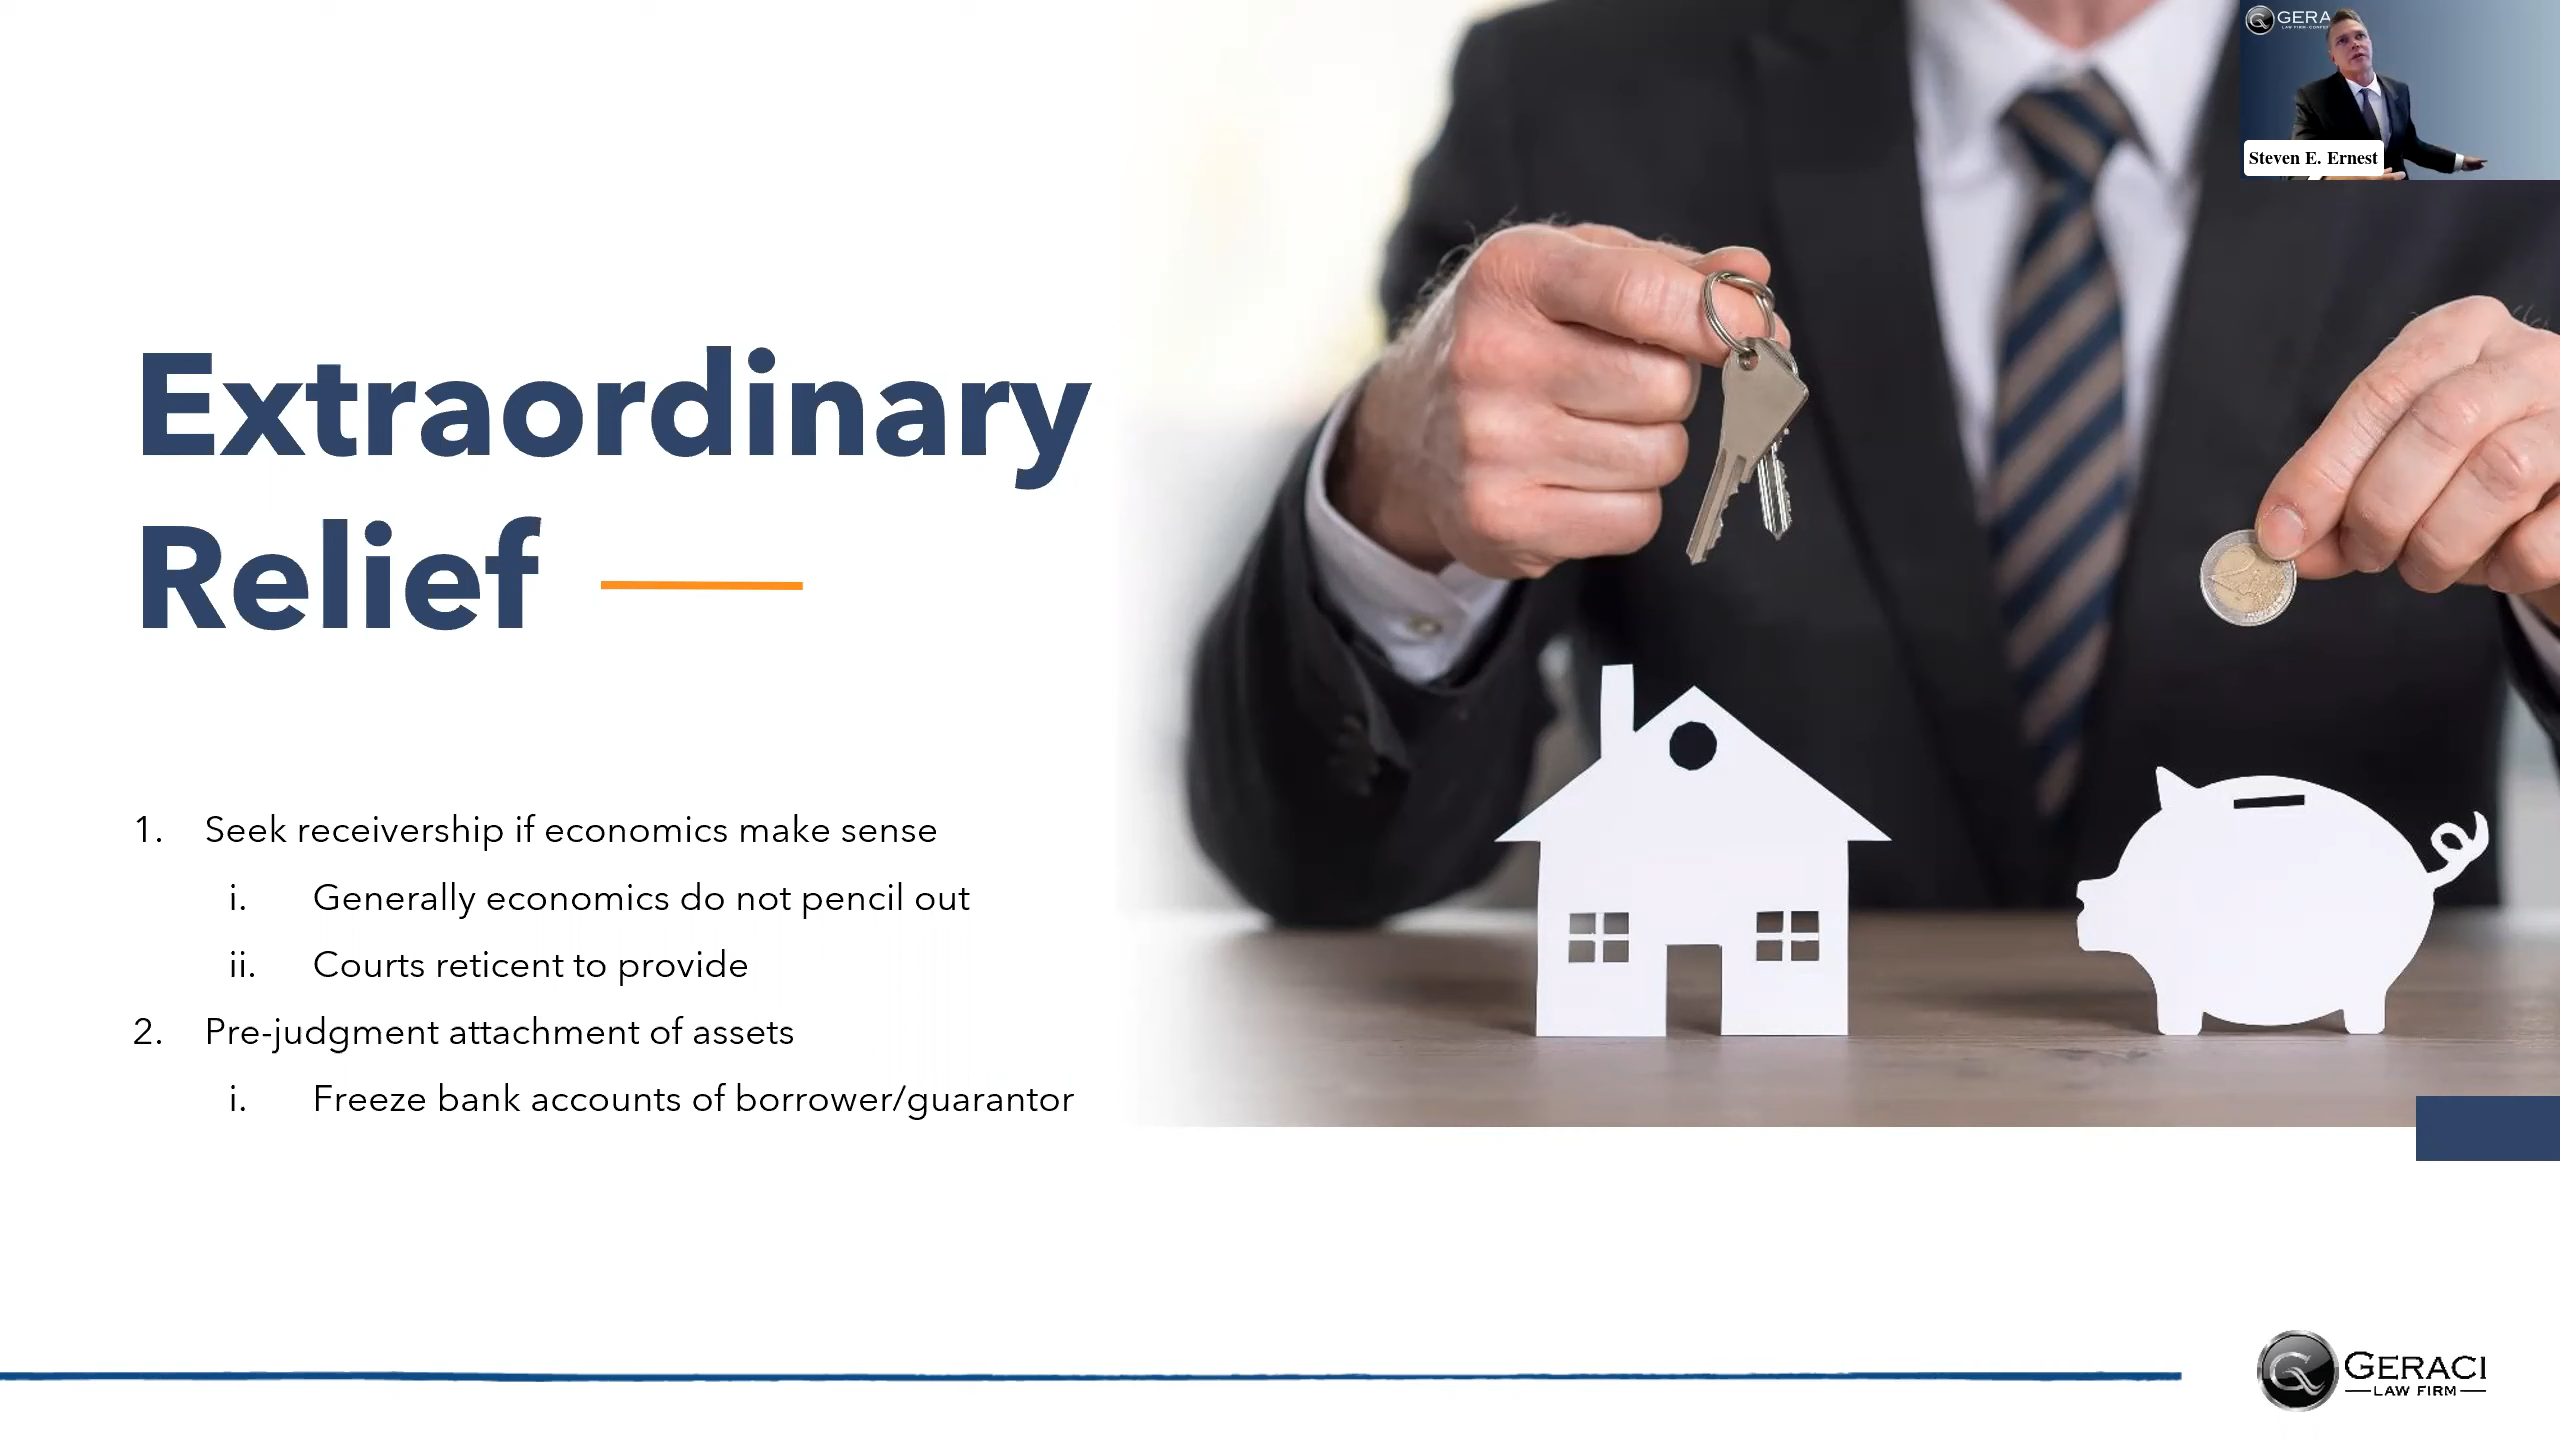 GERA
Steven E. Ernest
Extraordinary
Relief
1. Seek receivership if economics make sense
i. Generally economics do not pencil out
ii. Courts reticent to provide
2. Pre-judgment attachment of assets
i. Freeze bank accounts of borrower/guarantor
GERACI
LAW FIRM